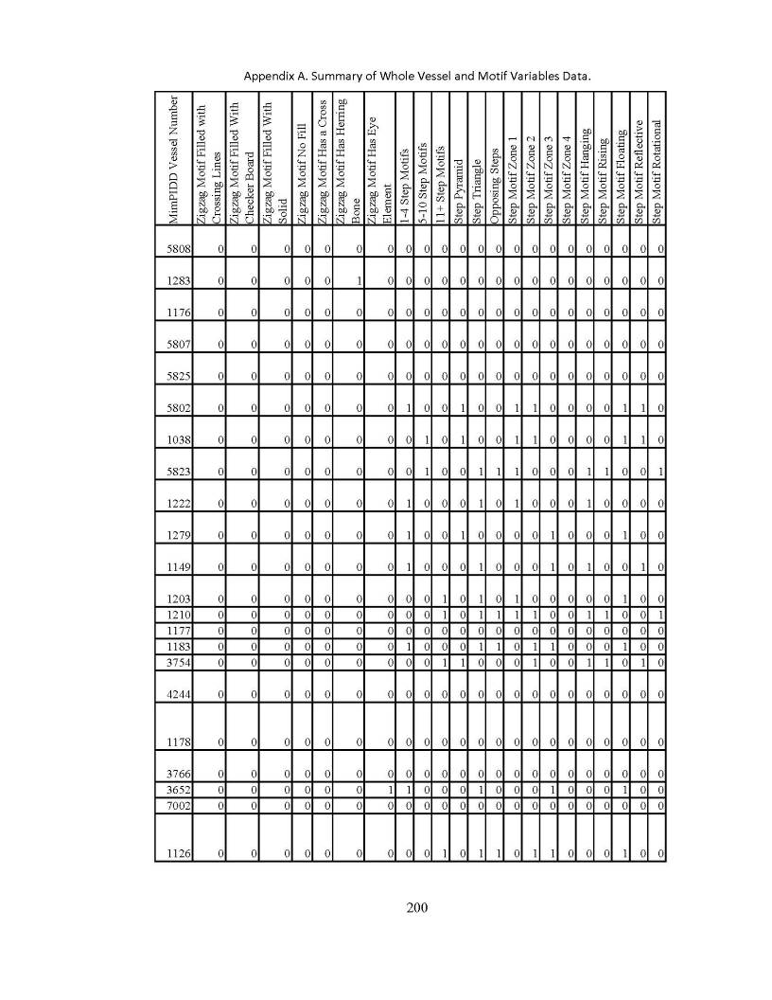 Appendix A. Summary of Whole Vessel and Motif Variables Data.
MimPIDD Vessel Number
Zigzag Motif Filled with
Crossing Lines
Zigzag Motif Filled With
Checker Board
Zigzag Motif Filled With
Solid
Zigzag Motif No Fill
Zigzag Motif Has a Cross
Zigzag Motif Has Herring
Bone
Zigzag Motif Has Eye
Element
1-4 Step Motifs
5-10 Step Motifs
11+ Step Motifs
Step Pyramid
Step Triangle
Opposing Steps
Step Motif Zone 1
Step Motif Zone 2
Step Motif Zone 3
Step Motif Zone 4
Step Motif Hanging
Step Motif Rising
Step Motif Floating
Step Motif Reflective
Step Motif Rotational
5808 0 0 0 0 0 0 0 0 0 0 0 0 0 0 0 0 0 0 0 0 0 0
1283 0 0 0 0 0 1 0 0 0 0 0 0 0 0 0 0 0 0 0 0 0 0
1176 0 0 0 0 0 0 0 0 0 0 0 0 0 0 0 0 0 0 0 0 0 0
5807 0 0 0 0 0 0 0 0 0 0 0 0 0 0 0 0 0 0 0 0 0 0
5825 0 0 0 0 0 0 0 0 0 0 0 0 0 0 0 0 0 0 0 0 0 0
5802 0 0 0 0 0 0 0 1 0 0 1 0 0 1 1 0 0 0 0 1 1 0
1038 0 0 0 0 0 0 0 0 1 0 1 0 0 1 1 0 0 0 0 1 1 0
5823 0 0 0 0 0 0 0 0 1 0 0 1 1 1 0 0 0 1 1 0 0 1
1222 0 0 0 0 0 0 0 1 0 0 0 1 0 1 0 0 0 1 0 0 0 0
1279 0 0 0 0 0 0 0 1 0 0 1 0 0 0 0 1 0 0 0 1 0 0
1149 0 0 0 0 0 0 0 1 0 0 0 1 0 0 0 1 0 1 0 0 1 0
1203 0 0 0 0 0 0 0 0 0 1 0 1 0 1 0 0 0 0 0 1 0 0
1210 0 0 0 0 0 0 0 0 0 1 0 1 1 1 1 0 0 1 1 0 0 1
1177 0 0 0 0 0 0 0 0 0 0 0 0 0 0 0 0 0 0 0 0 0 0
1183 0 0 0 0 0 0 0 1 0 0 0 1 1 0 1 1 0 0 0 1 0 0
3754 0 0 0 0 0 0 0 0 0 1 1 0 0 0 1 0 0 1 1 0 1 0
4244 0 0 0 0 0 0 0 0 0 0 0 0 0 0 0 0 0 0 0 0 0 0
1178 0 0 0 0 0 0 0 0 0 0 0 0 0 0 0 0 0 0 0 0 0 0
3766 0 0 0 0 0 0 0 0 0 0 0 0 0 0 0 0 0 0 0 0 0 0
3652 0 0 0 0 0 0 1 1 0 0 0 1 0 0 0 1 0 0 0 1 0 0
7002 0 0 0 0 0 0 0 0 0 0 0 0 0 0 0 0 0 0 0 0 0 0
1126 0 0 0 0 0 0 0 0 0 1 0 1 1 0 1 1 0 0 0 1 0 0
200